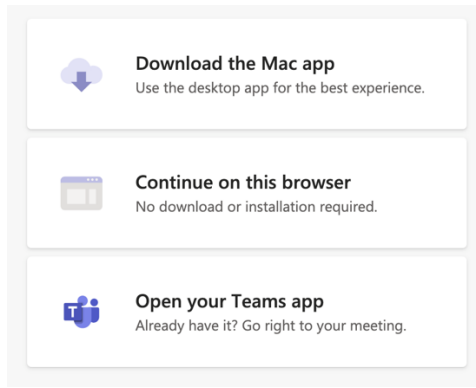 Download the Mac app
Use the desktop app for the best experience.
Continue on this browser
No download or installation required.
T
Open your Teams app
Already have it? Go right to your meeting.